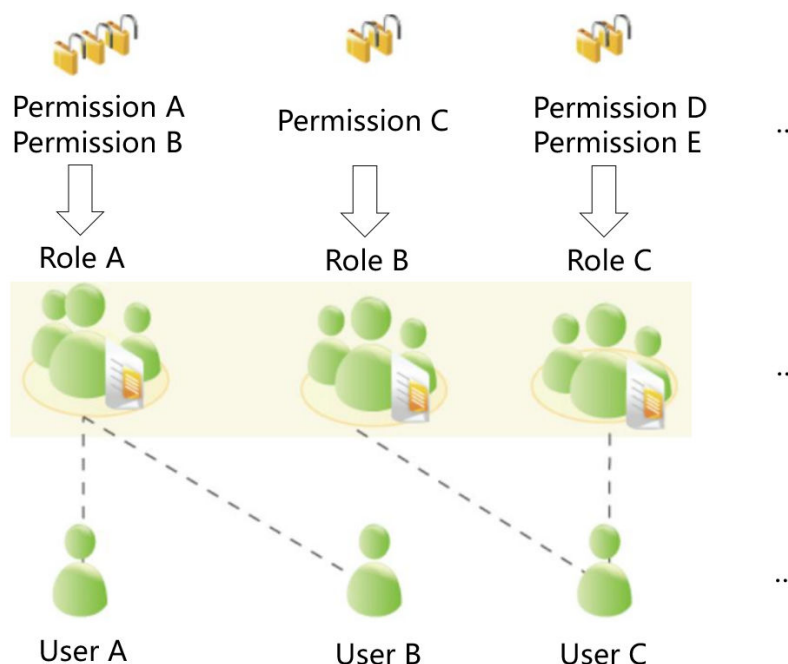 Permission A
Permission B
Permission C
Permission D
Permission E
..
Role A
Role B
Role C
..
User A
User B
User C
..